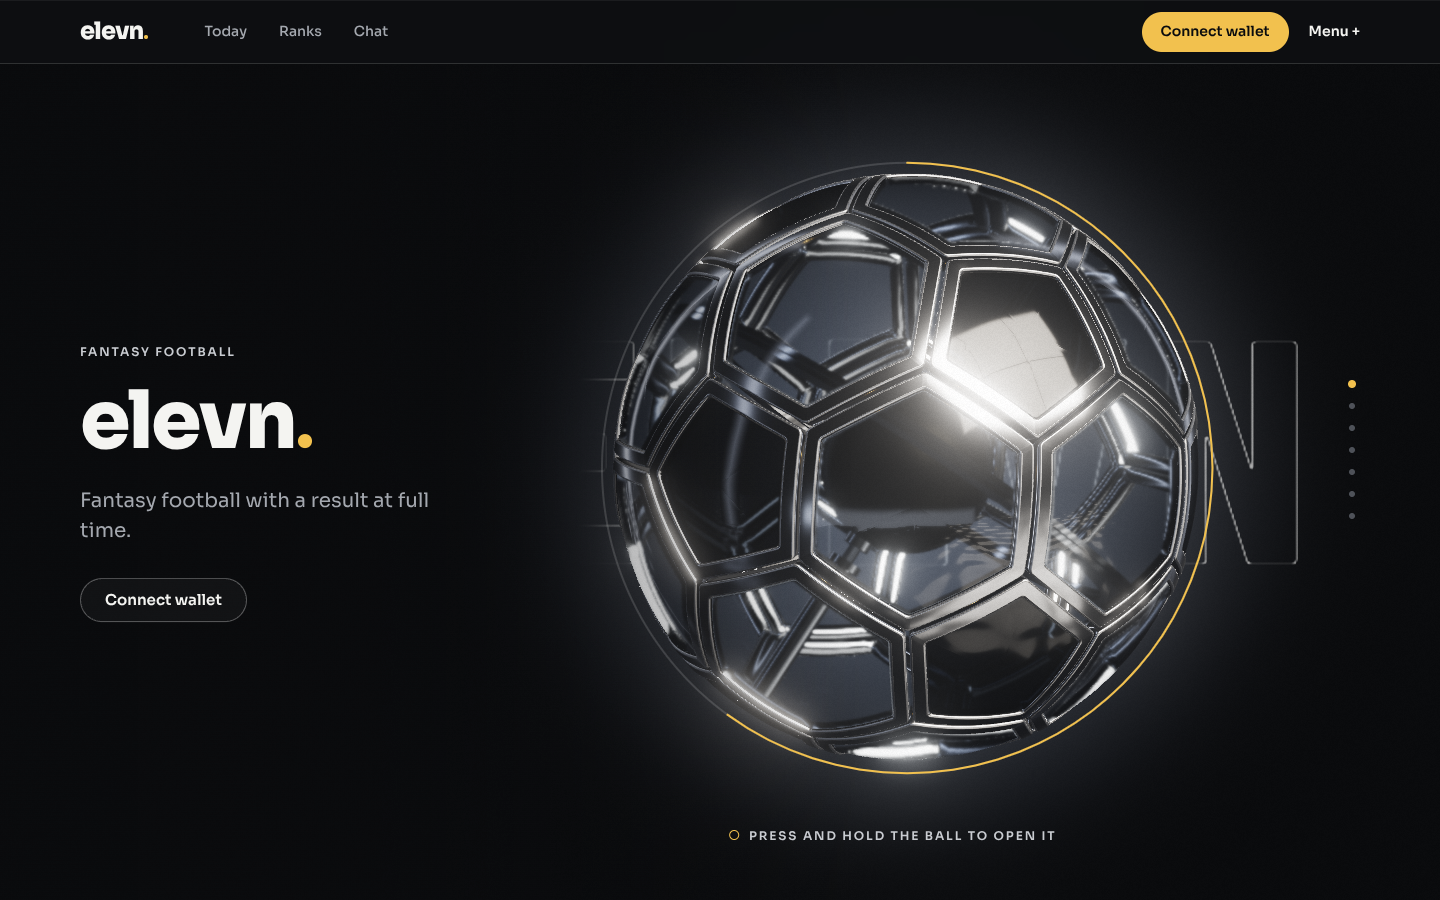 elevn.
Today
Ranks
Chat
Connect wallet
Menu +
FANTASY FOOTBALL
elevn.
Fantasy football with a result at full
time.
Connect wallet
N
PRESS AND HOLD THE BALL TO OPEN IT